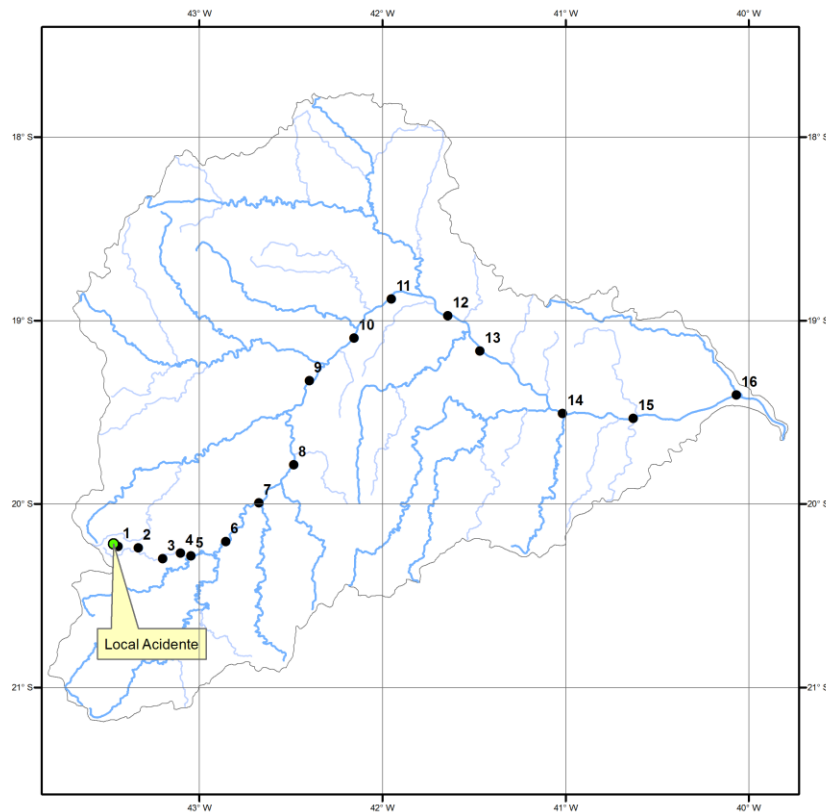 43° W 42° W 41° W 40° W
18° S 18° S
11
12
19° S 19° S
10
13
9
16
14 15
8
7
20° S 20° S
1 2 3 4 5 6
Local Acidente
21° S 21° S
43° W 42° W 41° W 40° W